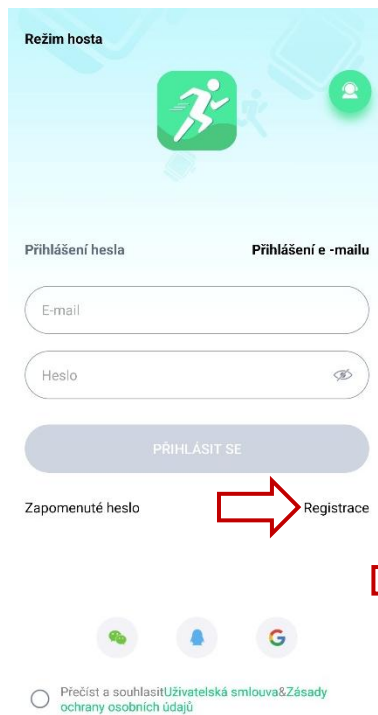 Režim hosta
Přihlášení hesla
Přihlášení e -mailu
E-mail
Heslo
PŘIHLÁSIT SE
Zapomenuté heslo
Registrace
Přečíst a souhlasitUživatelská smlouva&Zásady
ochrany osobních údajů